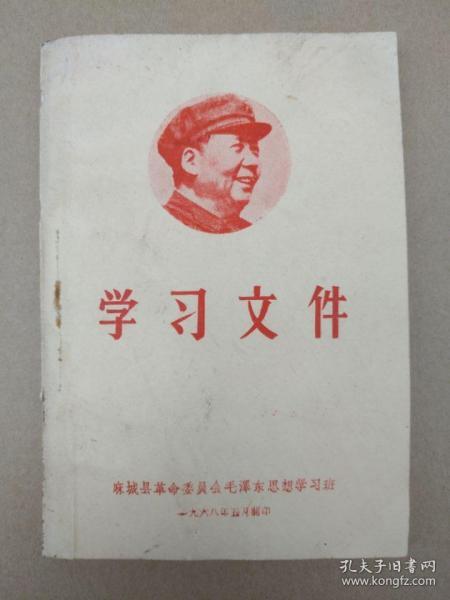 学习文件
麻城县革命委员会毛泽东思想学习班
一九六八年五月翻印
孔夫子旧书网
www.kongfz.com